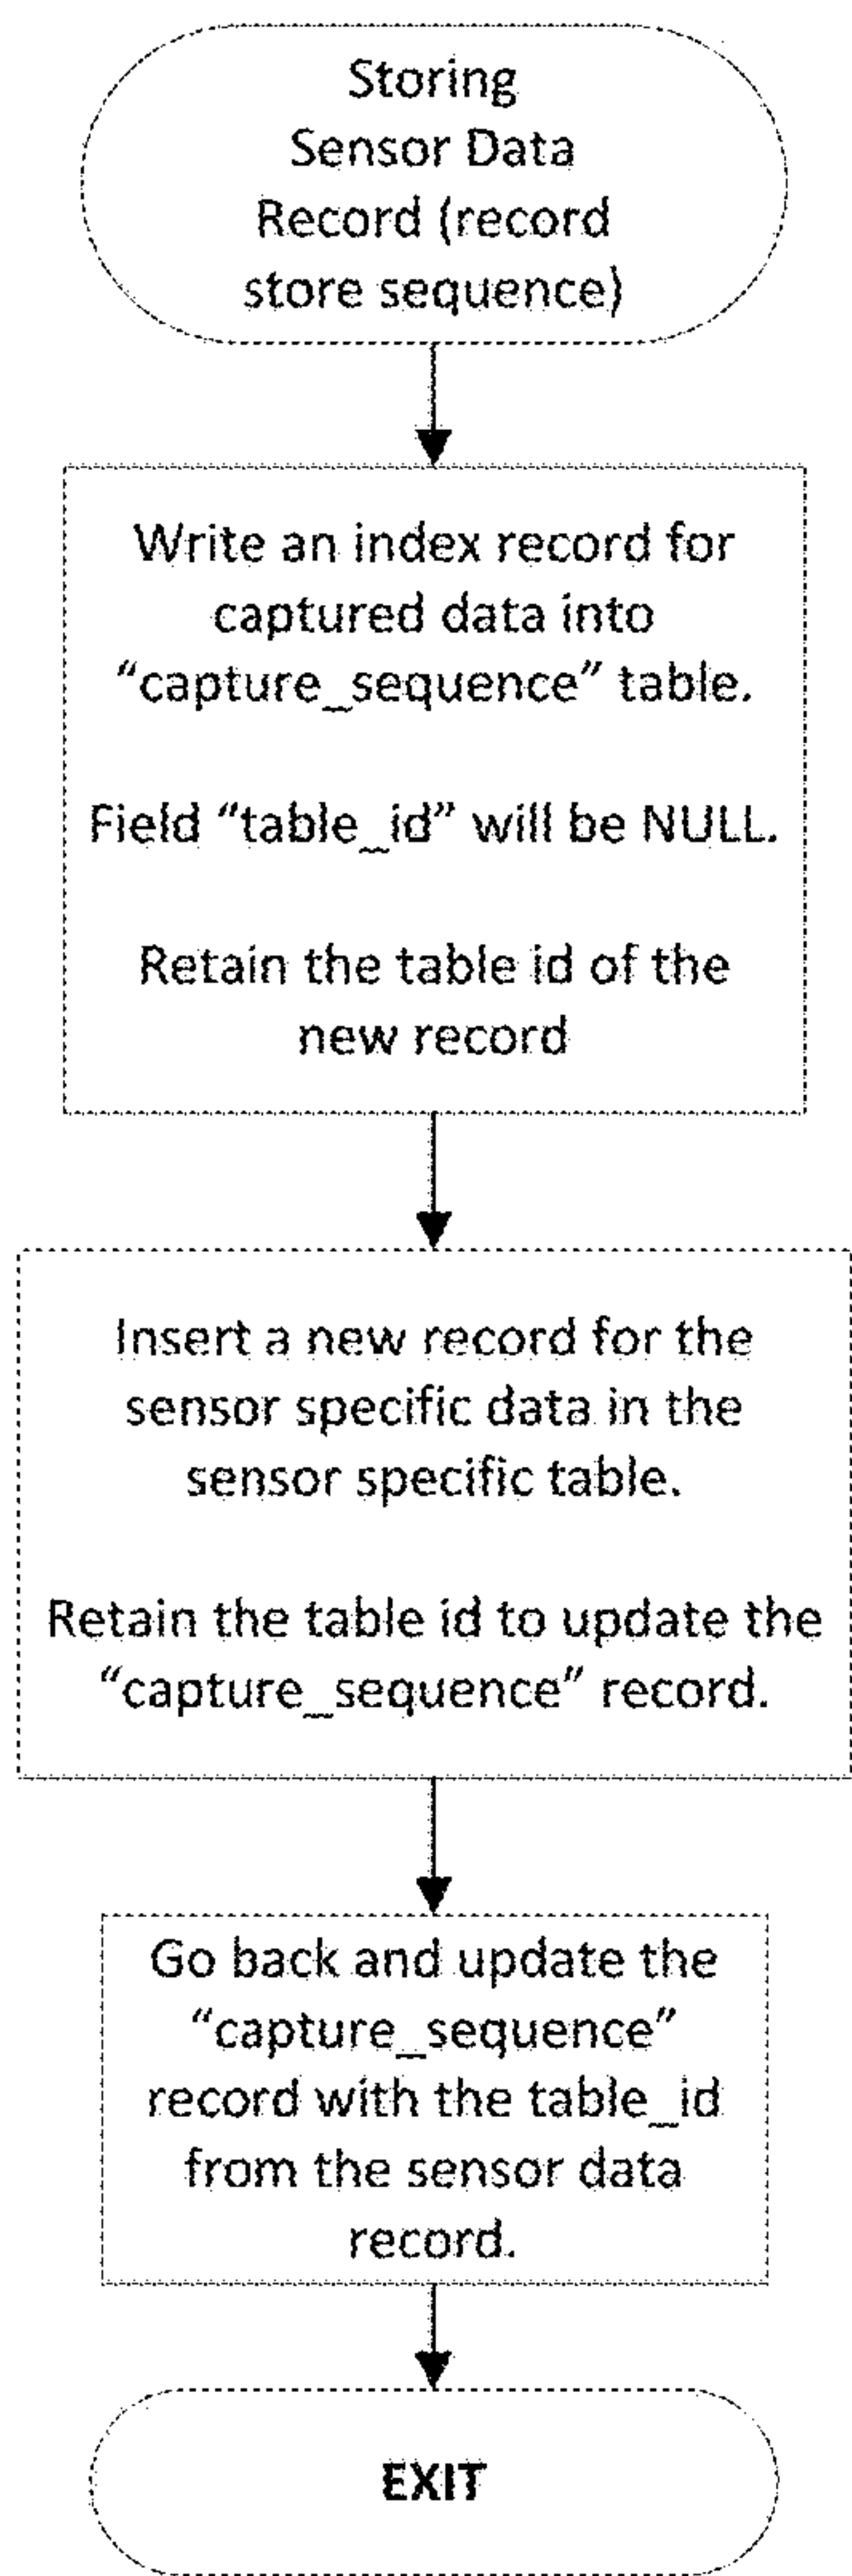 Storing
Sensor Data
Record (record
store sequence)
Write an index record for
captured data into
“capture_sequence” table.
Field “table_id” will be NULL.
Retain the table id of the
new record
Insert a new record for the
sensor specific data in the
sensor specific table.
Retain the table id to update the
“capture_sequence” record.
Go back and update the
“capture_sequence”
record with the table_id
from the sensor data
record.
EXIT